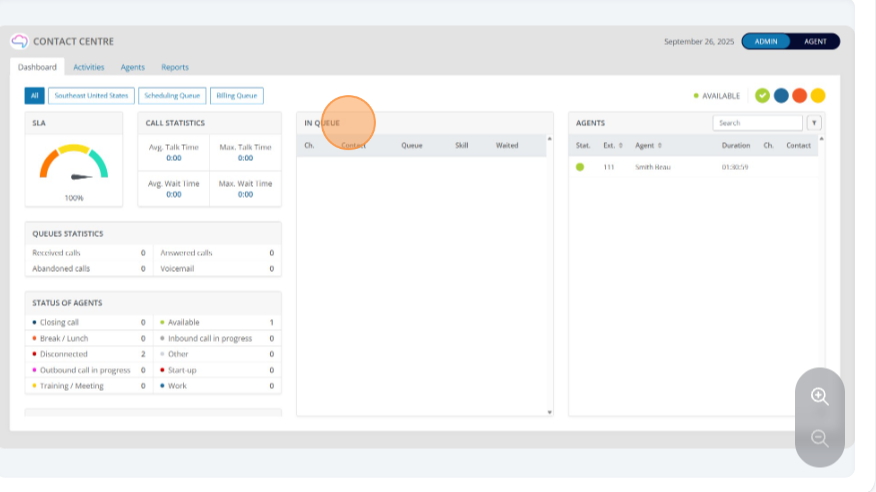 CONTACT CENTRE
September 26, 2025
ADMIN
AGENT
Dashboard
Activities
Agents
Reports
All
Southeast United States
Scheduling Queue
Billing Queue
AVAILABLE
SLA
100%
CALL STATISTICS
Avg. Talk Time
0:00
Max. Talk Time
0:00
Avg. Wait Time
0:00
Max. Wait Time
0:00
QUEUES STATISTICS
Received calls 0
Answered calls 0
Abandoned calls 0
Voicemail 0
STATUS OF AGENTS
Closing call 0
Available 1
Break / Lunch 0
Inbound call in progress 0
Disconnected 2
Other 0
Outbound call in progress 0
Start-up 0
Training / Meeting 0
Work 0
IN QUEUE
Ch. Contact Queue Skill Waited
AGENTS
Search
Stat. Ext. Agent Duration Ch. Contact
111 Smith Beau 01:30:59